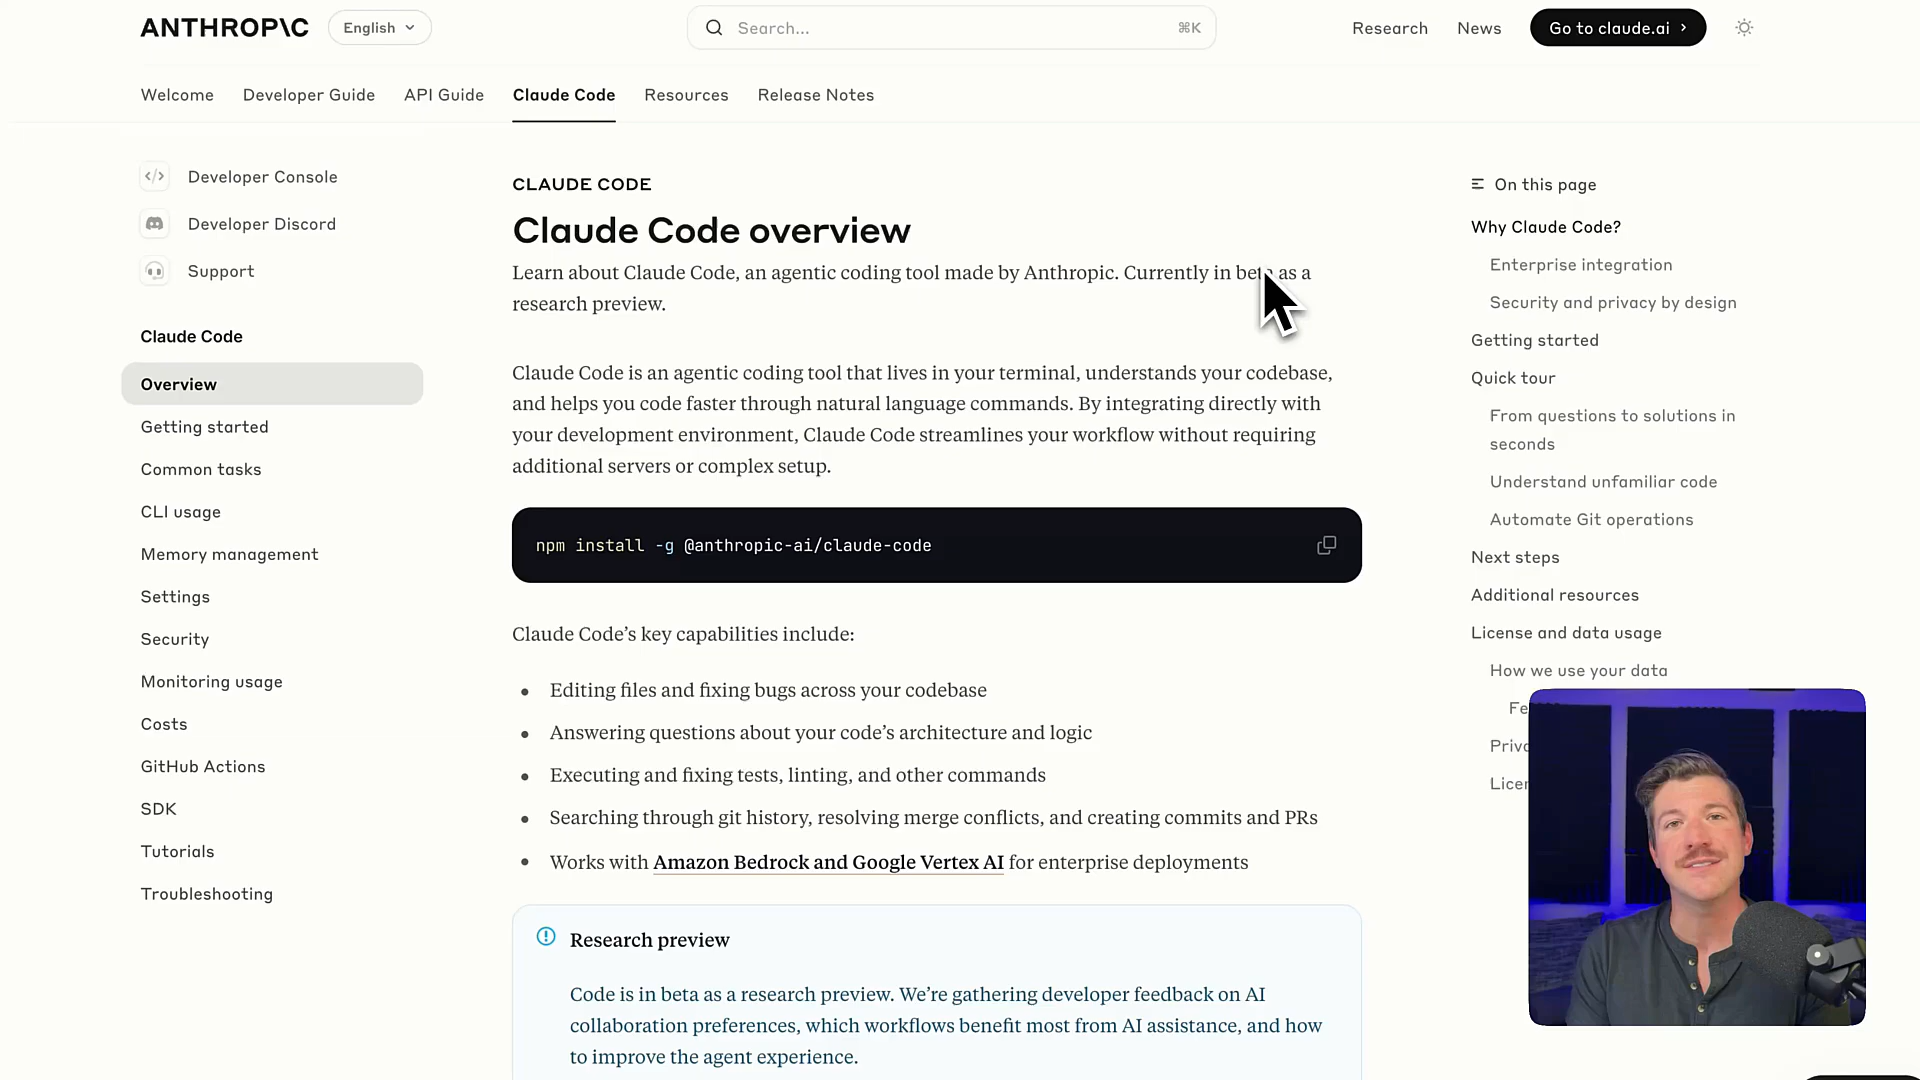 ANTHROP\C
English
Search...
⌘K
Research
News
Go to claude.ai
Welcome
Developer Guide
API Guide
Claude Code
Resources
Release Notes
Developer Console
Developer Discord
Support
Claude Code
Overview
Getting started
Common tasks
CLI usage
Memory management
Settings
Security
Monitoring usage
Costs
GitHub Actions
SDK
Tutorials
Troubleshooting
CLAUDE CODE
Claude Code overview
Learn about Claude Code, an agentic coding tool made by Anthropic. Currently in beta as a
research preview.
Claude Code is an agentic coding tool that lives in your terminal, understands your codebase,
and helps you code faster through natural language commands. By integrating directly with
your development environment, Claude Code streamlines your workflow without requiring
additional servers or complex setup.
npm install -g @anthropic-ai/claude-code
Claude Code’s key capabilities include:
• Editing files and fixing bugs across your codebase
• Answering questions about your code’s architecture and logic
• Executing and fixing tests, linting, and other commands
• Searching through git history, resolving merge conflicts, and creating commits and PRs
• Works with Amazon Bedrock and Google Vertex AI for enterprise deployments
Research preview
Code is in beta as a research preview. We’re gathering developer feedback on AI
collaboration preferences, which workflows benefit most from AI assistance, and how
to improve the agent experience.
On this page
Why Claude Code?
Enterprise integration
Security and privacy by design
Getting started
Quick tour
From questions to solutions in
seconds
Understand unfamiliar code
Automate Git operations
Next steps
Additional resources
License and data usage
How we use your data